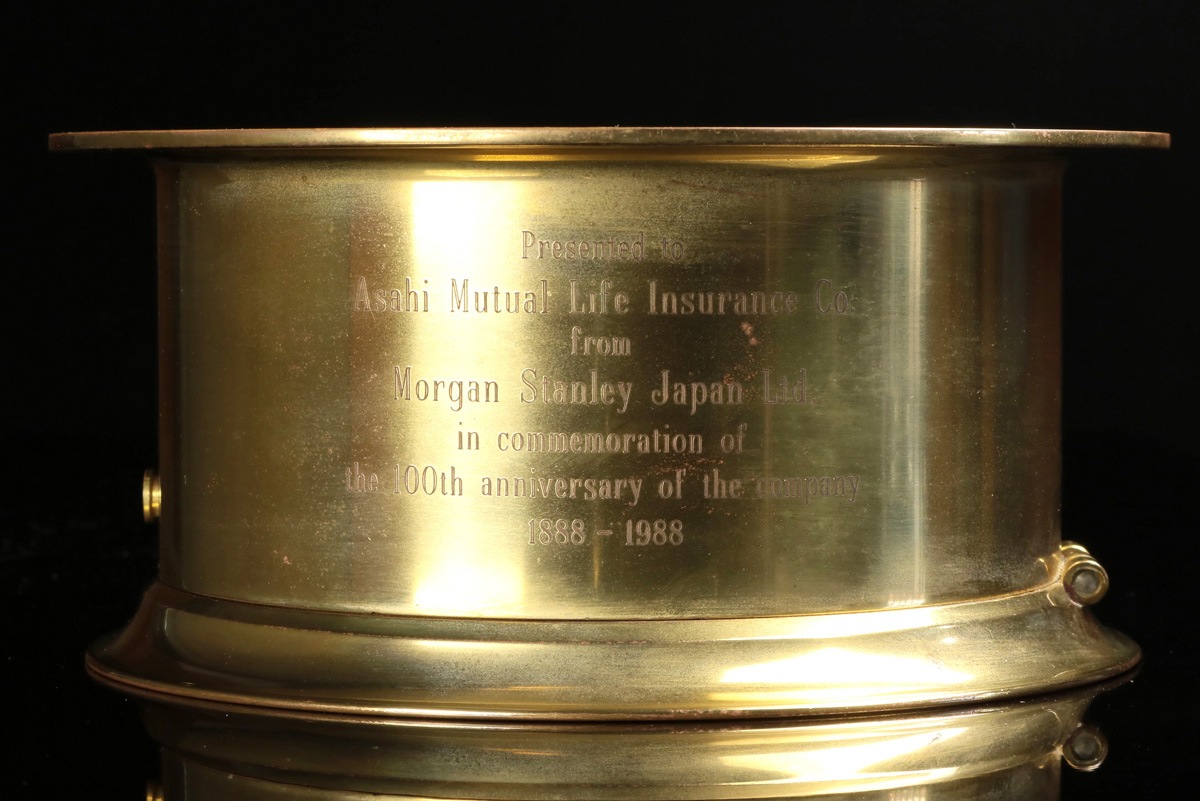 Presented to
Asahi Mutual Life Insurance Co.
from
Morgan Stanley Japan Ltd.
in commemoration of
the 100th anniversary of the company
1888 - 1988